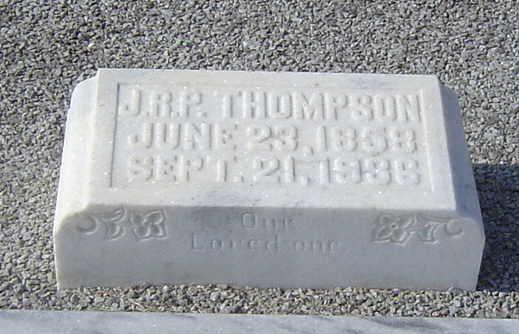 J.R.P. THOMPSON
JUNE 23, 1858
SEPT. 21, 1936
Our
Loved one